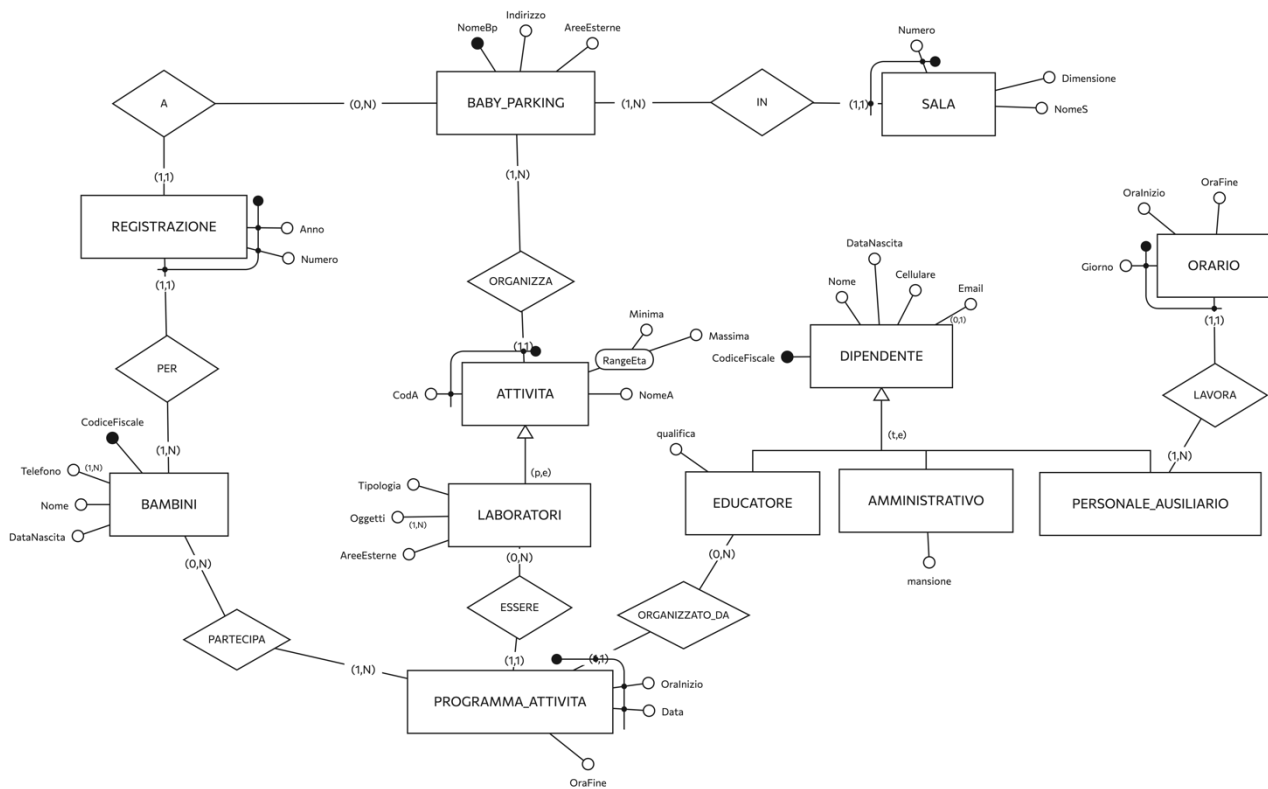 Indirizzo
NomeBp
AreeEsterne
Numero
A
(0,N)
BABY_PARKING
(1,N)
IN
(1,1)
SALA
Dimensione
NomeS
(1,1)
(1,N)
REGISTRAZIONE
Anno
Numero
(1,1)
ORGANIZZA
OraInizio
OraFine
Giorno
ORARIO
(1,1)
DataNascita
Nome
Cellulare
Email
(0,1)
CodiceFiscale
DIPENDENTE
Minima
Massima
RangeEta
(1,1)
CodA
ATTIVITA
NomeA
PER
LAVORA
CodiceFiscale
(1,N)
Telefono
(1,N)
Nome
BAMBINI
DataNascita
(p,e)
(t,e)
(1,N)
Tipologia
Oggetti
(1,N)
LABORATORI
AreeEsterne
qualifica
EDUCATORE
AMMINISTRATIVO
PERSONALE_AUSILIARIO
(0,N)
(0,N)
(0,N)
mansione
ESSERE
ORGANIZZATO_DA
PARTECIPA
(1,N)
(1,1)
(1,1)
PROGRAMMA_ATTIVITA
OraInizio
Data
OraFine